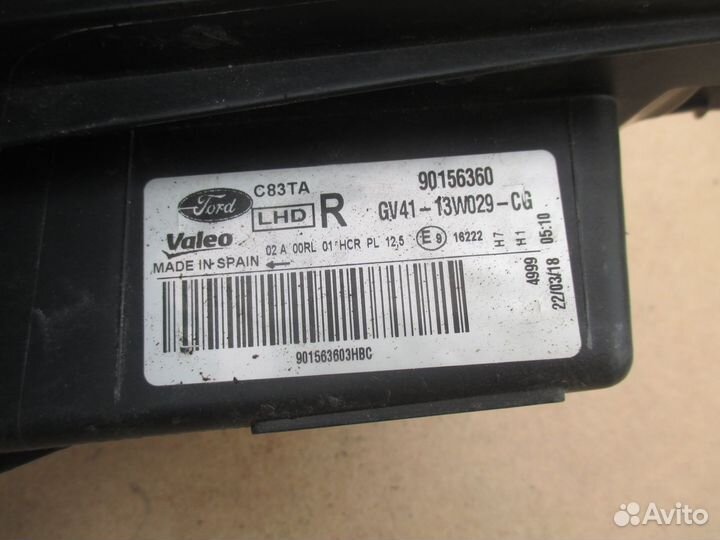 Ford
C83TA
LHD R
90156360
GV41-13W029-CG
Valeo
02 A 00RL 01 HCR PL 12,5 E9 16222
H7 H1
4999 05:10
22/03/18
MADE IN SPAIN ←
901563603HBC
Avito